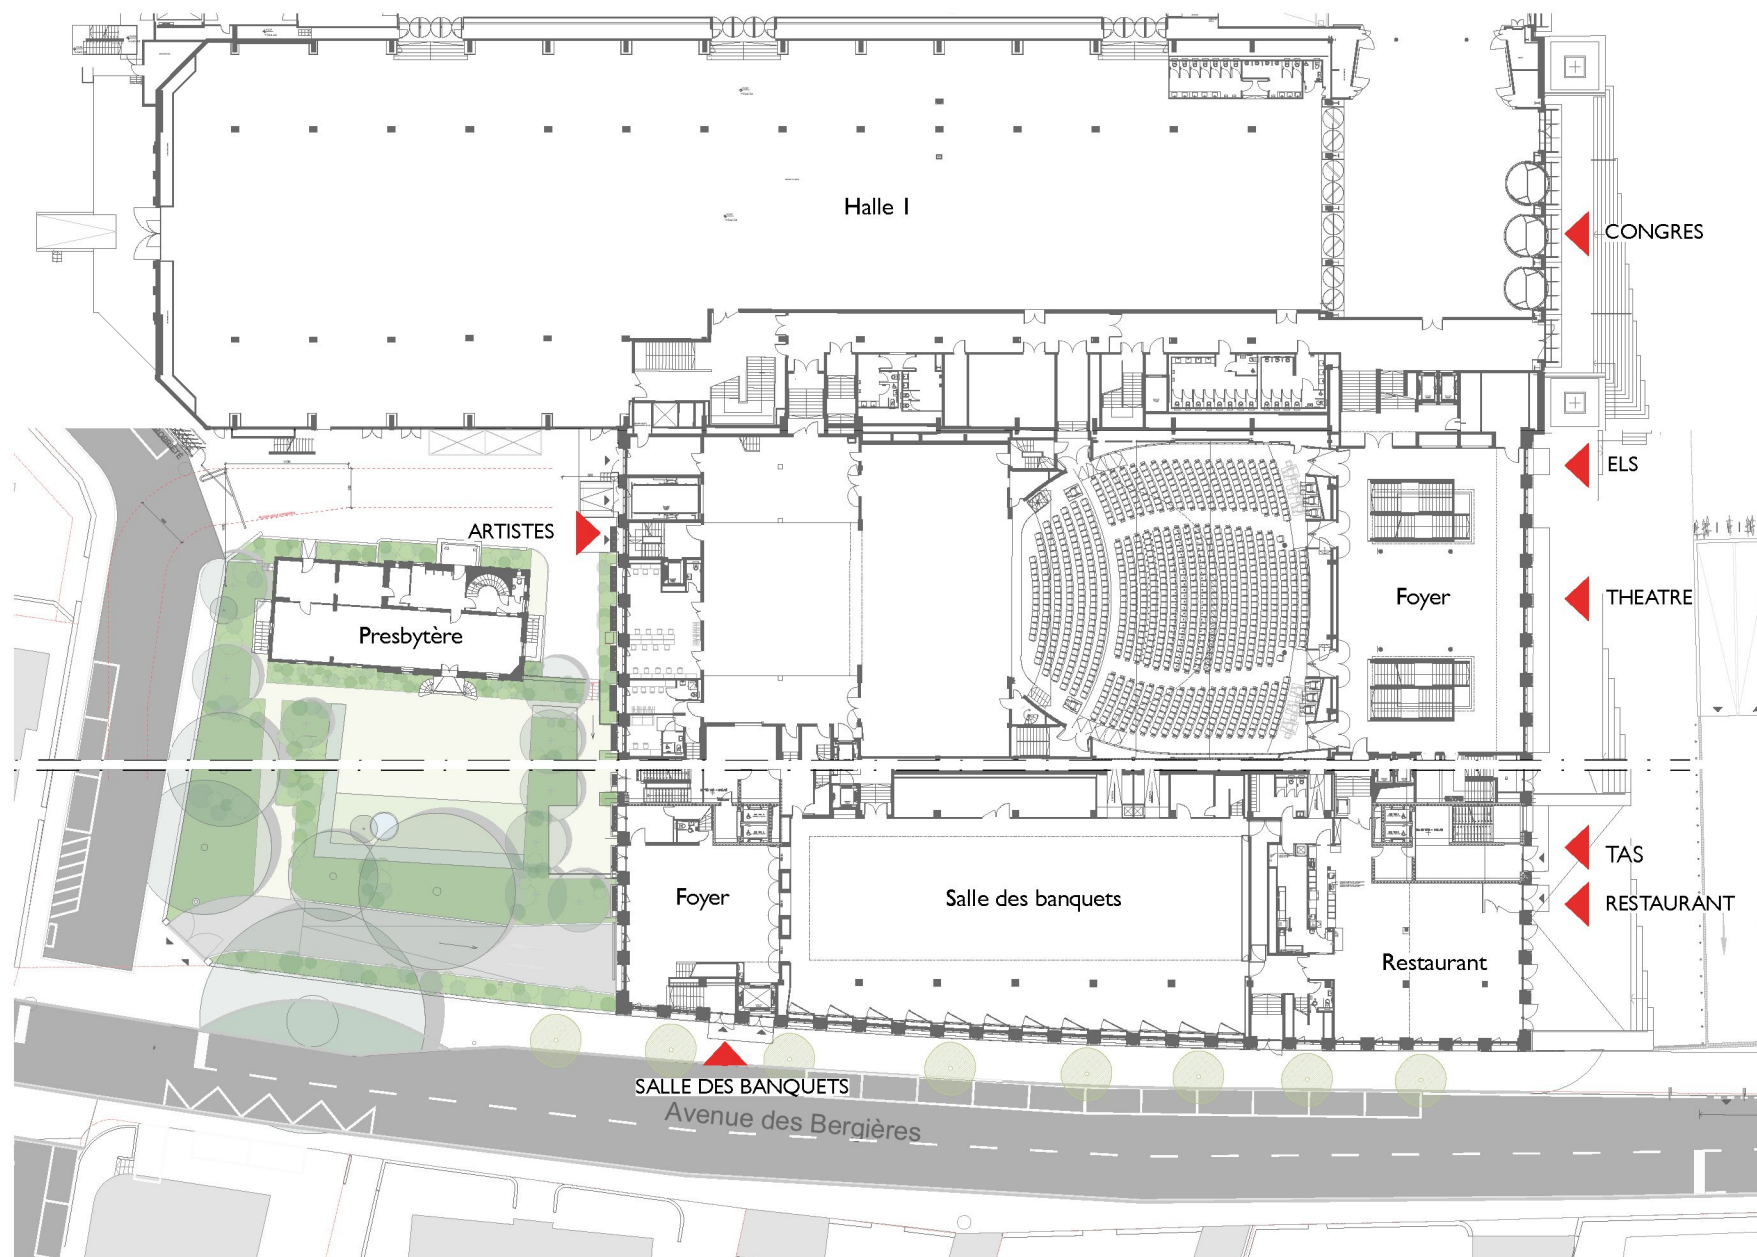 Halle 1
CONGRES
ELS
ARTISTES
THEATRE
Foyer
Presbytère
TAS
Foyer
Salle des banquets
RESTAURANT
Restaurant
SALLE DES BANQUETS
Avenue des Bergières